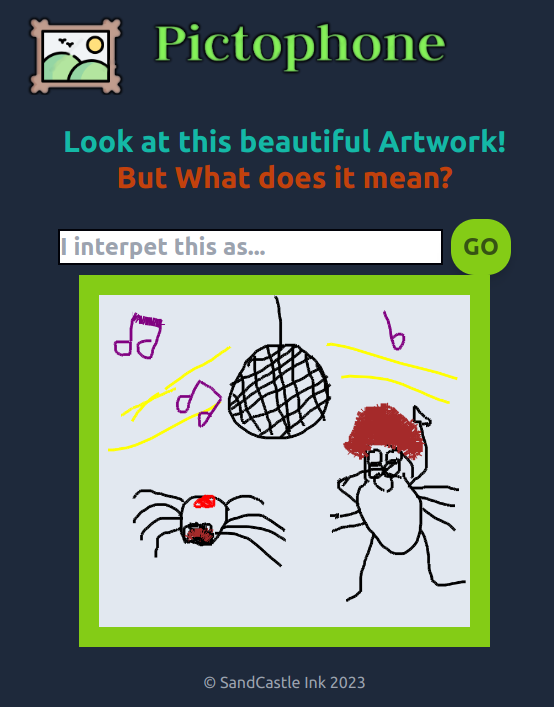 Pictophone
Look at this beautiful Artwork!
But What does it mean?
I interpet this as...
GO
© SandCastle Ink 2023